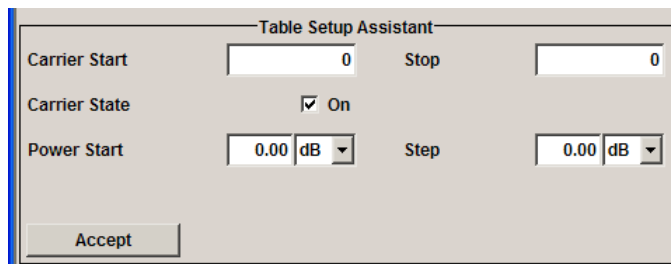 Table Setup Assistant
Carrier Start 0 Stop 0
Carrier State On
Power Start 0.00 dB Step 0.00 dB
Accept